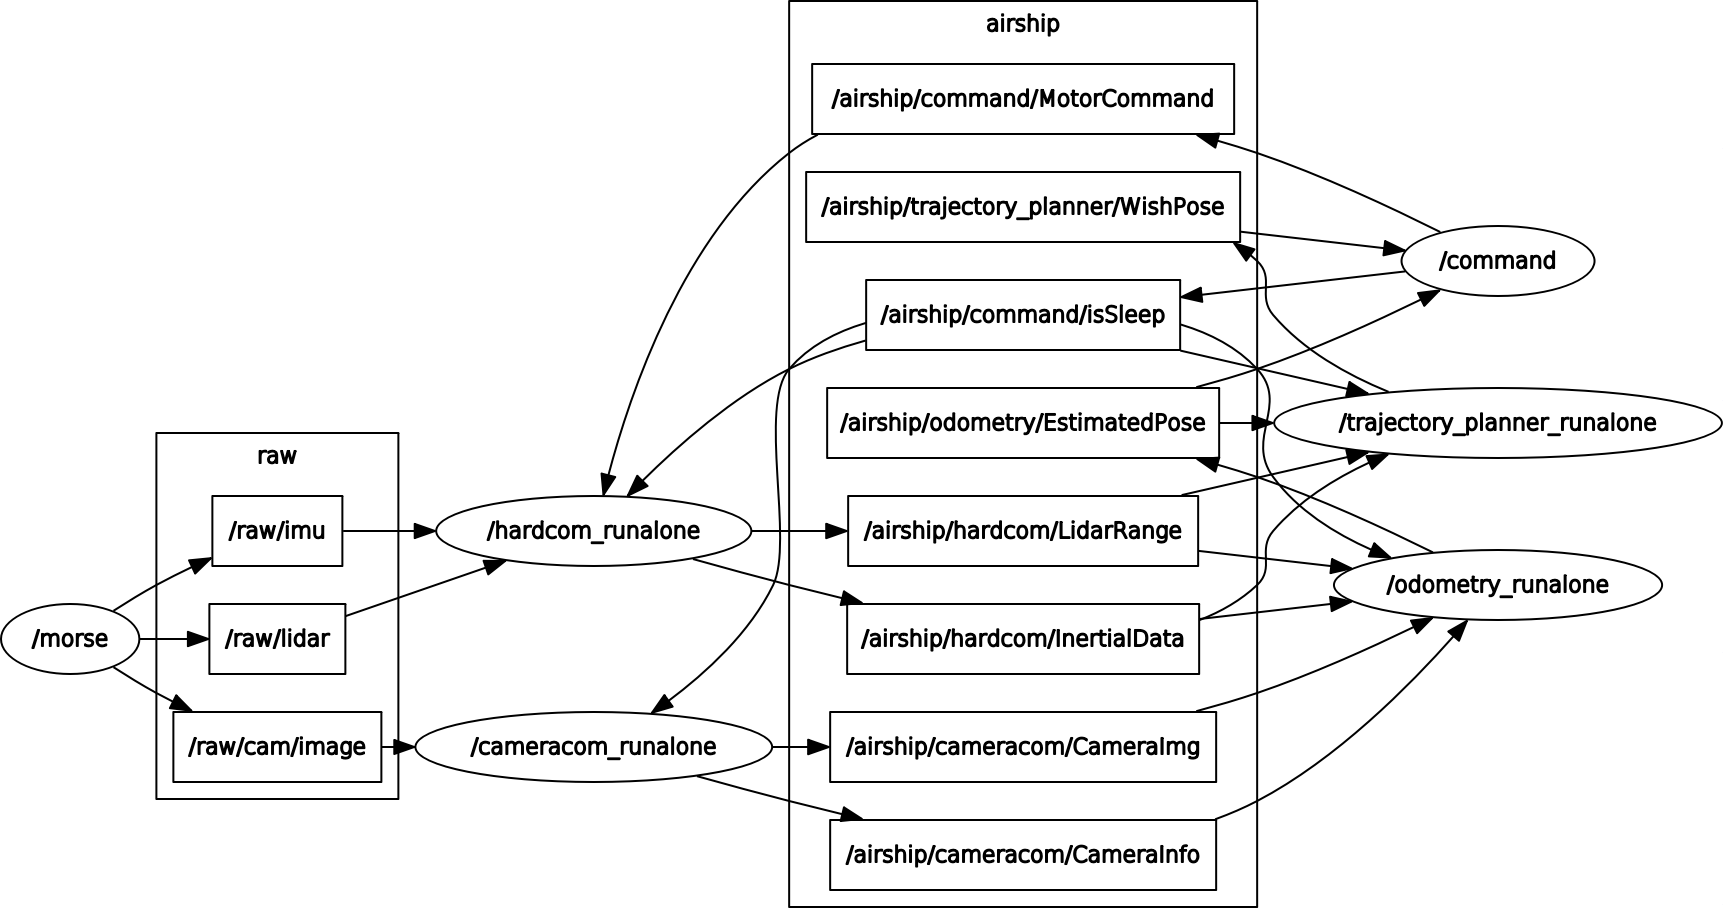 airship
/airship/command/MotorCommand
/airship/trajectory_planner/WishPose
/command
/airship/command/isSleep
/airship/odometry/EstimatedPose
/trajectory_planner_runalone
raw
/raw/imu
/hardcom_runalone
/airship/hardcom/LidarRange
/odometry_runalone
/morse
/raw/lidar
/airship/hardcom/InertialData
/raw/cam/image
/cameracom_runalone
/airship/cameracom/CameraImg
/airship/cameracom/CameraInfo